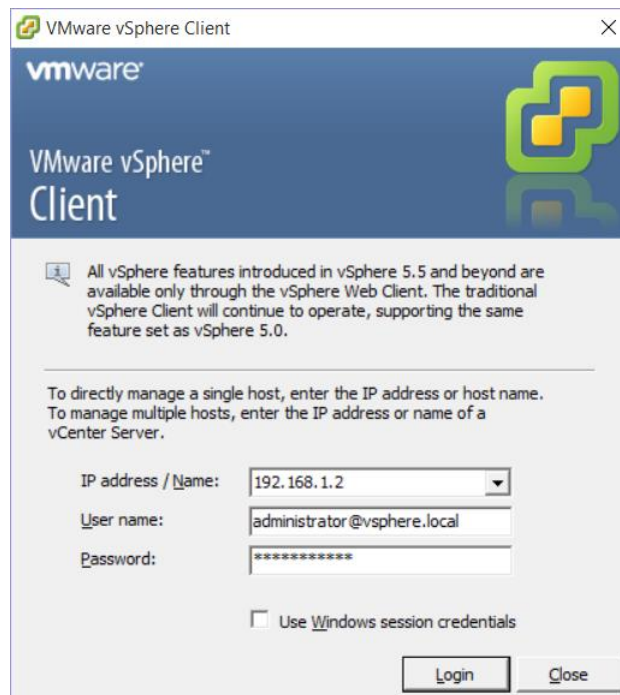 VMware vSphere Client
vmware®
VMware vSphere™
Client
All vSphere features introduced in vSphere 5.5 and beyond are
available only through the vSphere Web Client. The traditional
vSphere Client will continue to operate, supporting the same
feature set as vSphere 5.0.
To directly manage a single host, enter the IP address or host name.
To manage multiple hosts, enter the IP address or name of a
vCenter Server.
IP address / Name: 192.168.1.2
User name: administrator@vsphere.local
Password: ***********
Use Windows session credentials
Login Close